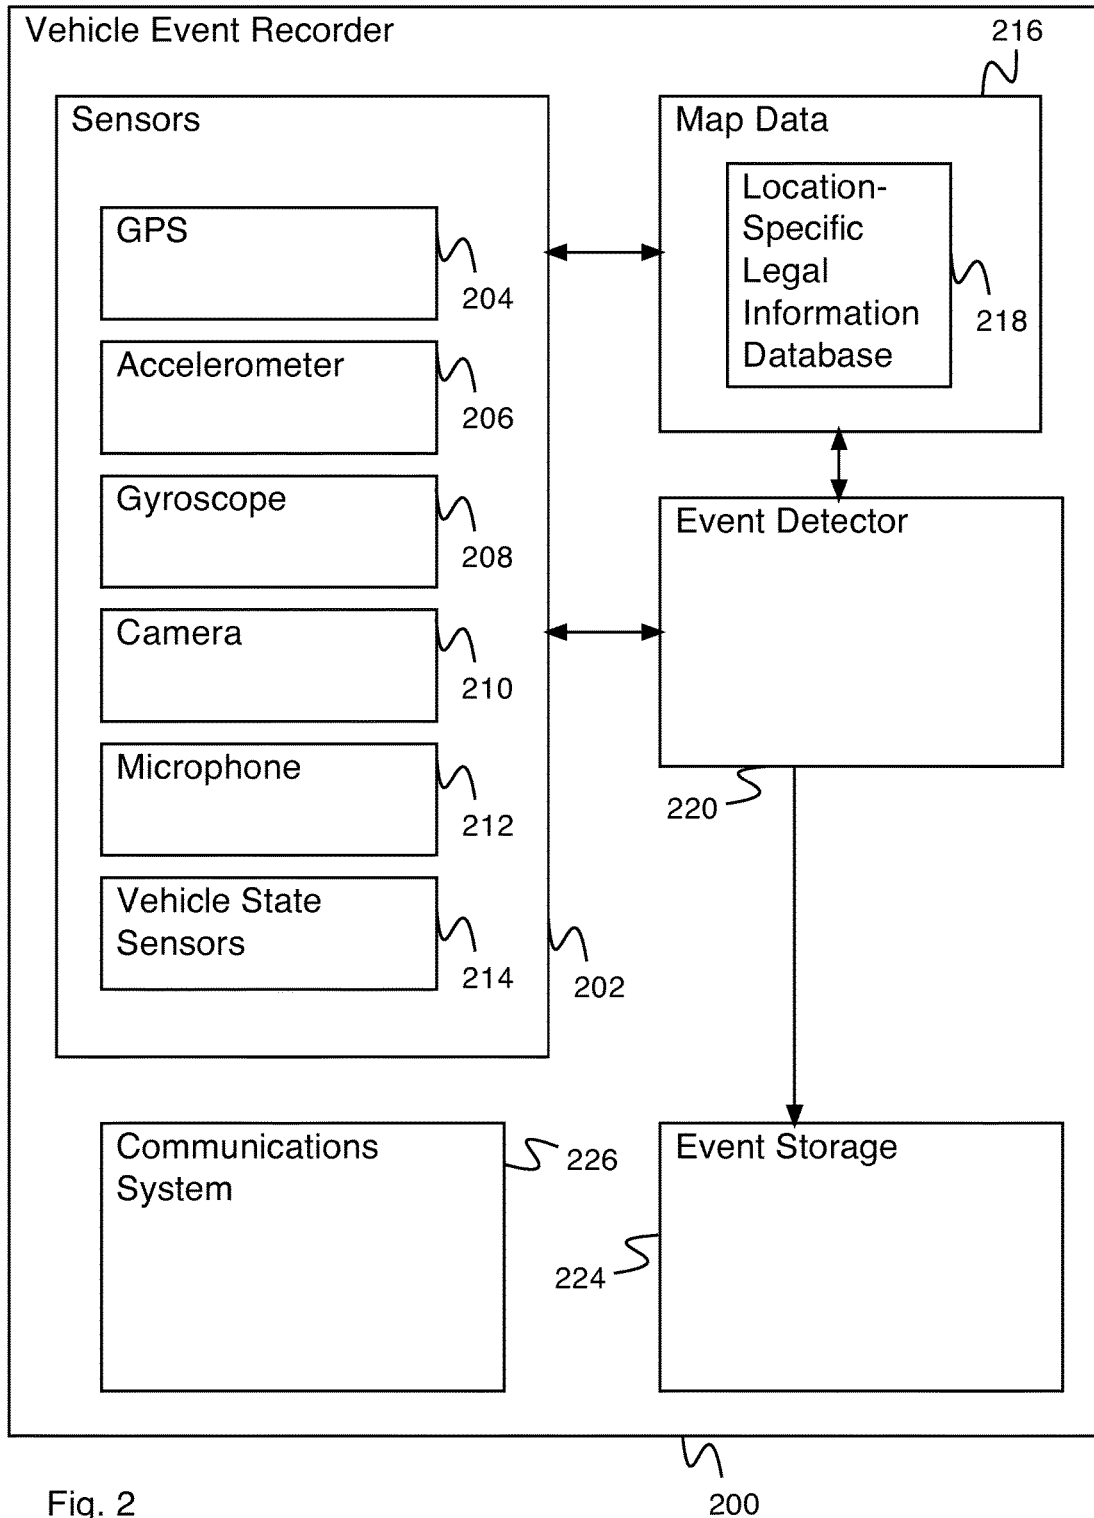 Vehicle Event Recorder
216
Sensors
Map Data
GPS
204
Accelerometer
206
Gyroscope
208
Camera
210
Microphone
212
Vehicle State
Sensors
214
202
Location-
Specific
Legal
Information
Database
218
Event Detector
220
Communications
System
226
Event Storage
224
Fig. 2
200